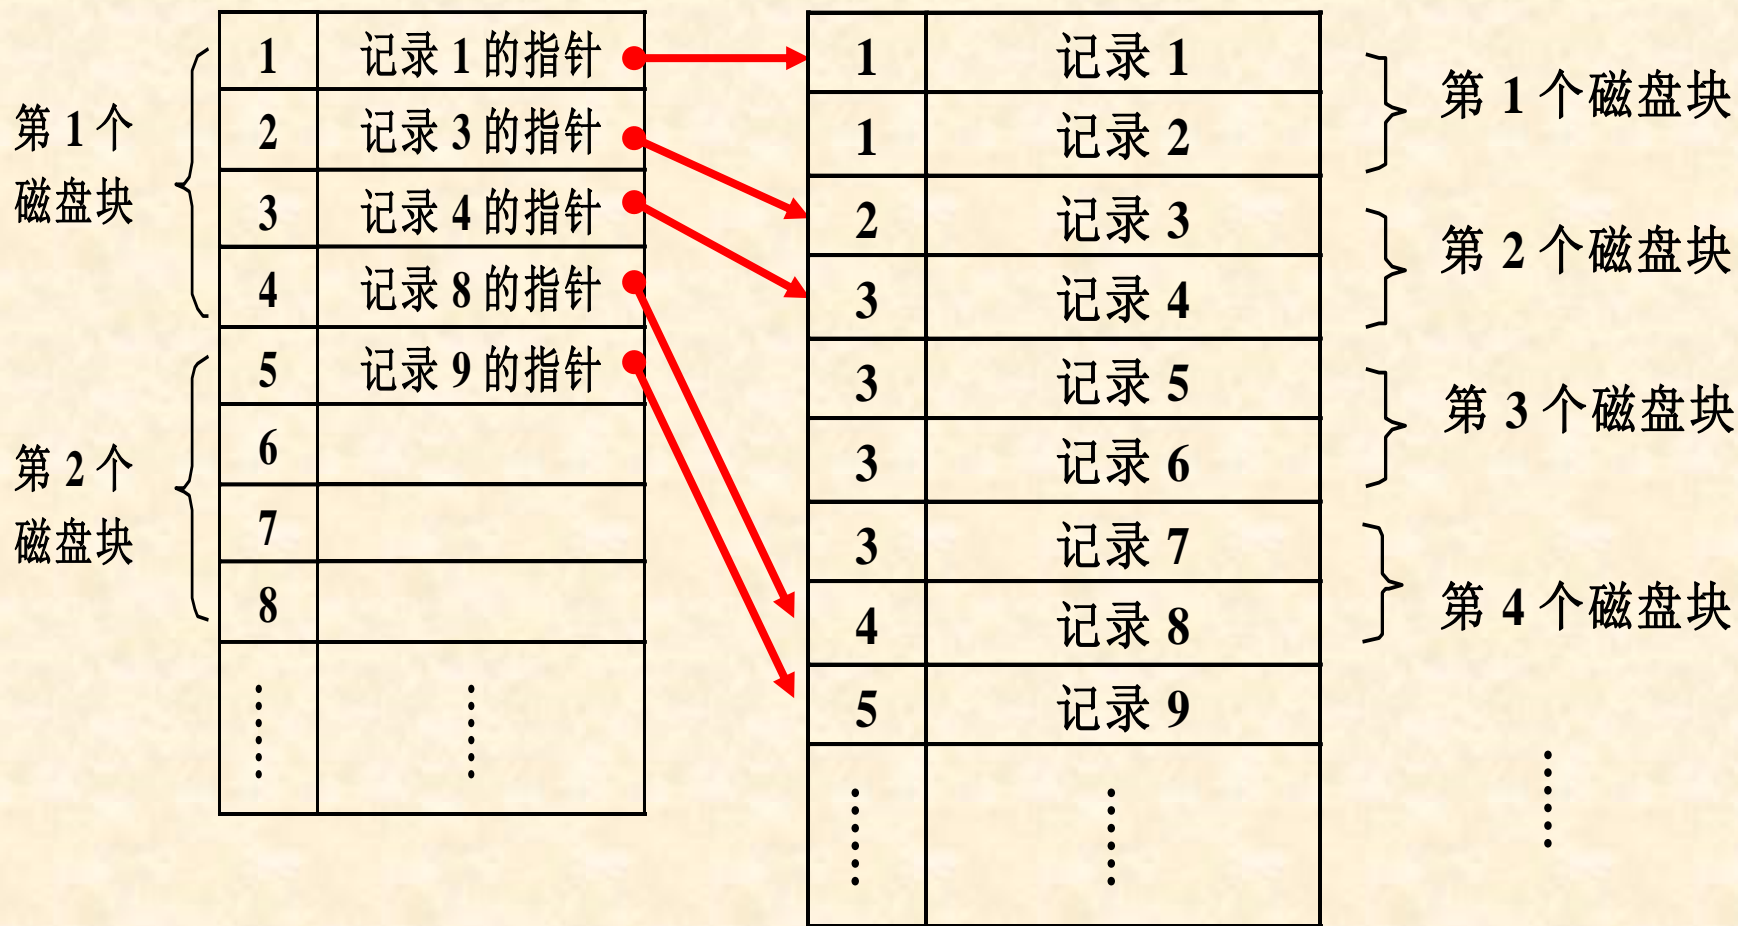 第 1 个
磁盘块
第 2 个
磁盘块
1 记录 1 的指针
2 记录 3 的指针
3 记录 4 的指针
4 记录 8 的指针
5 记录 9 的指针
6
7
8
…… ……
1 记录 1
1 记录 2
2 记录 3
3 记录 4
3 记录 5
3 记录 6
3 记录 7
4 记录 8
5 记录 9
…… ……
第 1 个磁盘块
第 2 个磁盘块
第 3 个磁盘块
第 4 个磁盘块
……